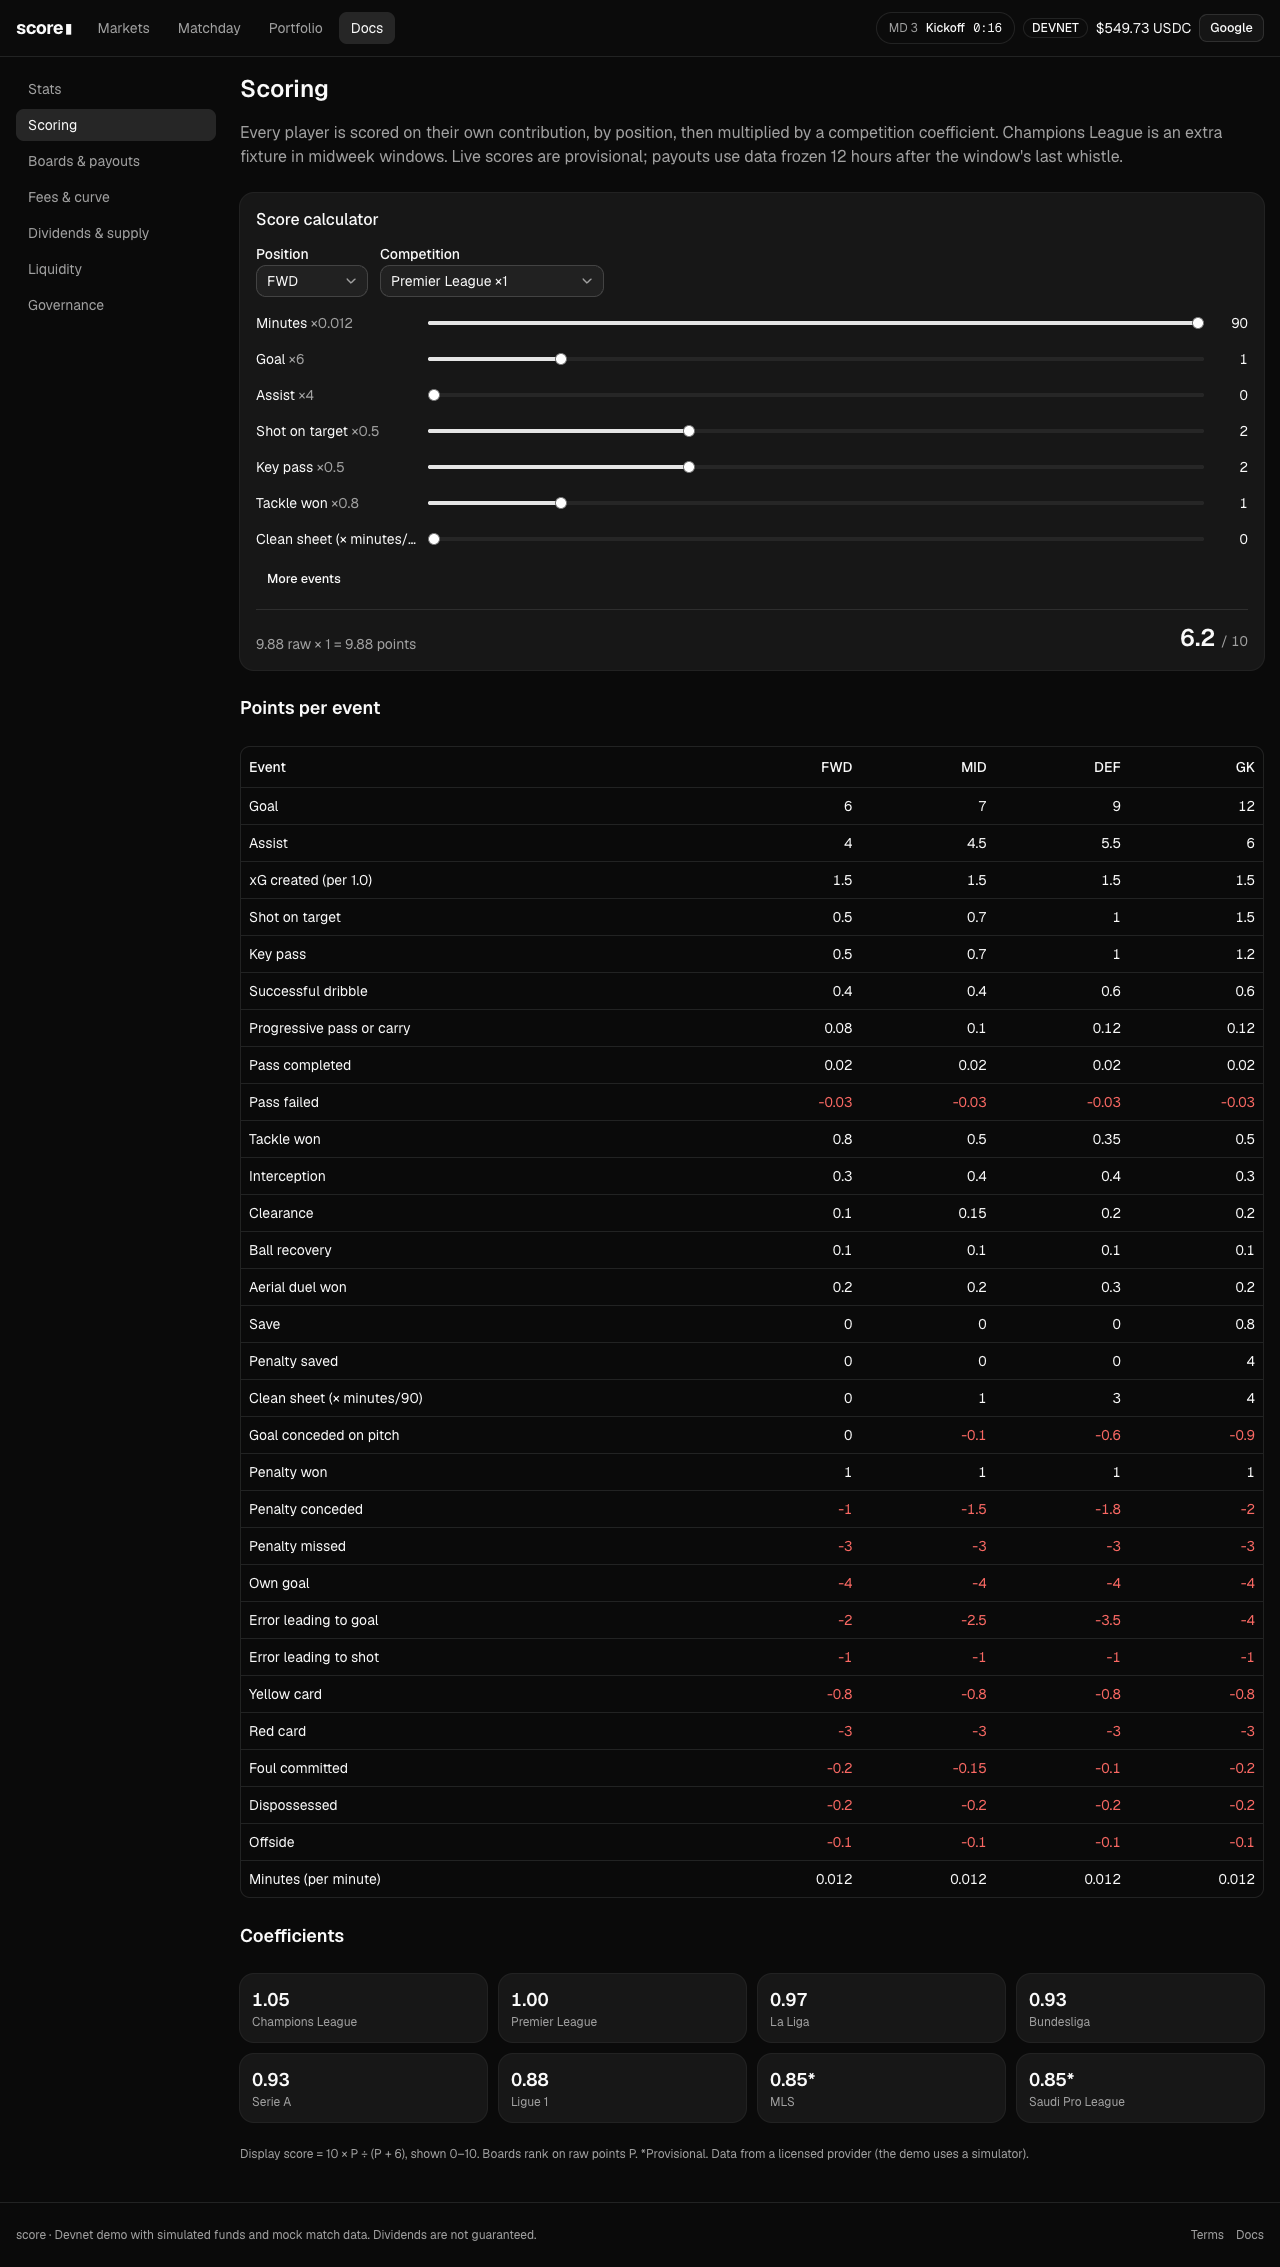 score Markets Matchday Portfolio Docs MD 3 Kickoff 0:16 DEVNET $549.73 USDC Google
Stats
Scoring
Boards & payouts
Fees & curve
Dividends & supply
Liquidity
Governance
Scoring
Every player is scored on their own contribution, by position, then multiplied by a competition coefficient. Champions League is an extra
fixture in midweek windows. Live scores are provisional; payouts use data frozen 12 hours after the window's last whistle.
Score calculator
Position Competition
FWD Premier League ×1
Minutes ×0.012 90
Goal ×6 1
Assist ×4 0
Shot on target ×0.5 2
Key pass ×0.5 2
Tackle won ×0.8 1
Clean sheet (× minutes/... 0
More events
9.88 raw × 1 = 9.88 points 6.2 / 10
Points per event
Event FWD MID DEF GK
Goal 6 7 9 12
Assist 4 4.5 5.5 6
xG created (per 1.0) 1.5 1.5 1.5 1.5
Shot on target 0.5 0.7 1 1.5
Key pass 0.5 0.7 1 1.2
Successful dribble 0.4 0.4 0.6 0.6
Progressive pass or carry 0.08 0.1 0.12 0.12
Pass completed 0.02 0.02 0.02 0.02
Pass failed -0.03 -0.03 -0.03 -0.03
Tackle won 0.8 0.5 0.35 0.5
Interception 0.3 0.4 0.4 0.3
Clearance 0.1 0.15 0.2 0.2
Ball recovery 0.1 0.1 0.1 0.1
Aerial duel won 0.2 0.2 0.3 0.2
Save 0 0 0 0.8
Penalty saved 0 0 0 4
Clean sheet (× minutes/90) 0 1 3 4
Goal conceded on pitch 0 -0.1 -0.6 -0.9
Penalty won 1 1 1 1
Penalty conceded -1 -1.5 -1.8 -2
Penalty missed -3 -3 -3 -3
Own goal -4 -4 -4 -4
Error leading to goal -2 -2.5 -3.5 -4
Error leading to shot -1 -1 -1 -1
Yellow card -0.8 -0.8 -0.8 -0.8
Red card -3 -3 -3 -3
Foul committed -0.2 -0.15 -0.1 -0.2
Dispossessed -0.2 -0.2 -0.2 -0.2
Offside -0.1 -0.1 -0.1 -0.1
Minutes (per minute) 0.012 0.012 0.012 0.012
Coefficients
1.05 1.00 0.97 0.93
Champions League Premier League La Liga Bundesliga
0.93 0.88 0.85* 0.85*
Serie A Ligue 1 MLS Saudi Pro League
Display score = 10 × P ÷ (P + 6), shown 0–10. Boards rank on raw points P. *Provisional. Data from a licensed provider (the demo uses a simulator).
score · Devnet demo with simulated funds and mock match data. Dividends are not guaranteed. Terms Docs